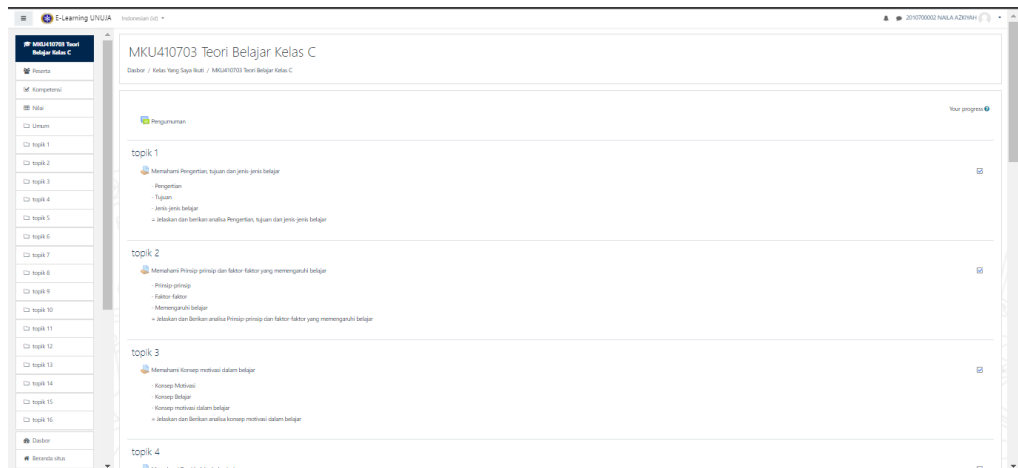 E-Learning UNUJA Indonesian (id) 2010700002 NAILA AZKIYAH
MKU410703 Teori
Belajar Kelas C
Peserta
Kompetensi
Nilai
Umum
topik 1
topik 2
topik 3
topik 4
topik 5
topik 6
topik 7
topik 8
topik 9
topik 10
topik 11
topik 12
topik 13
topik 14
topik 15
topik 16
Dasbor
Beranda situs
MKU410703 Teori Belajar Kelas C
Dasbor / Kelas Yang Saya Ikuti / MKU410703 Teori Belajar Kelas C
Your progress
Pengumuman
topik 1
Memahami Pengertian, tujuan dan jenis-jenis belajar
- Pengertian
- Tujuan
- Jenis-jenis belajar
= Jelaskan dan berikan analisa Pengertian, tujuan dan jenis-jenis belajar
topik 2
Memahami Prinsip-prinsip dan faktor-faktor yang memengaruhi belajar
- Prinsip-prinsip
- Faktor-faktor
- Memengaruhi belajar
= Jelaskan dan Berikan analisa Prinsip-prinsip dan faktor-faktor yang memengaruhi belajar
topik 3
Memahami Konsep motivasi dalam belajar
- Konsep Motivasi
- Konsep Belajar
- Konsep motivasi dalam belajar
= Jelaskan dan Berikan analisa konsep motivasi dalam belajar
topik 4